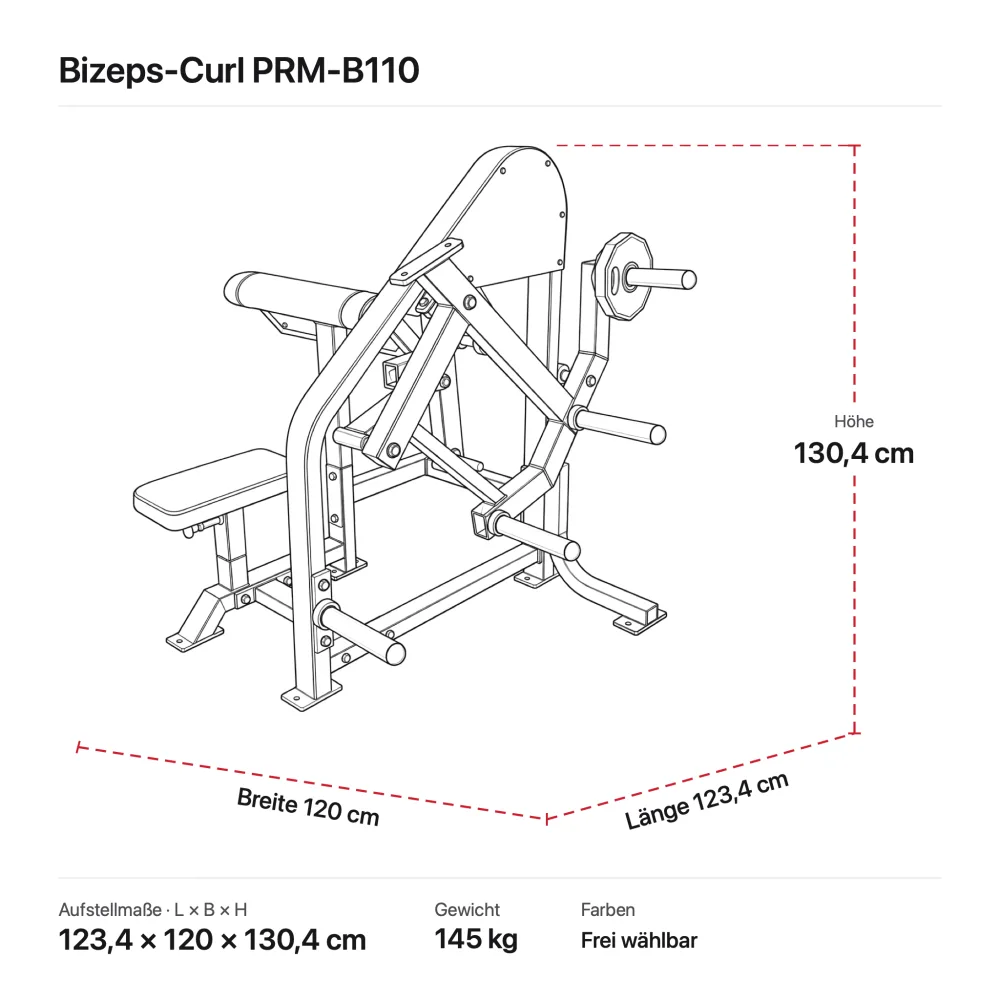 Bizeps-Curl PRM-B110
Höhe
130,4 cm
Breite 120 cm
Länge 123,4 cm
Aufstellmaße · L × B × H
123,4 × 120 × 130,4 cm
Gewicht
145 kg
Farben
Frei wählbar